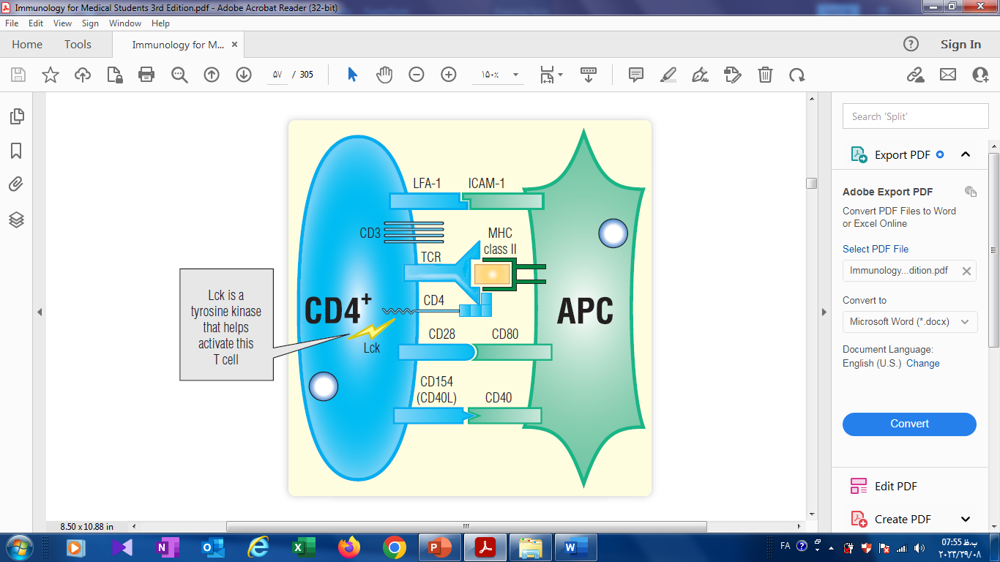 Immunology for Medical Students 3rd Edition.pdf - Adobe Acrobat Reader (32-bit)
File Edit View Sign Window Help
Home Tools Immunology for M... ×
Sign In
۵۷ / 305
۱۵۰٪
Search 'Split'
Export PDF
Adobe Export PDF
Convert PDF Files to Word
or Excel Online
Select PDF File
Immunology...dition.pdf
Convert to
Microsoft Word (*.docx)
Document Language:
English (U.S.) Change
Convert
Edit PDF
Create PDF
LFA-1 ICAM-1
CD3
MHC
class II
TCR
CD4
CD4+
APC
Lck is a
tyrosine kinase
that helps
activate this
T cell
Lck
CD28 CD80
CD154
(CD40L)
CD40
8.50 x 10.88 in
FA
07:55 ب.ظ